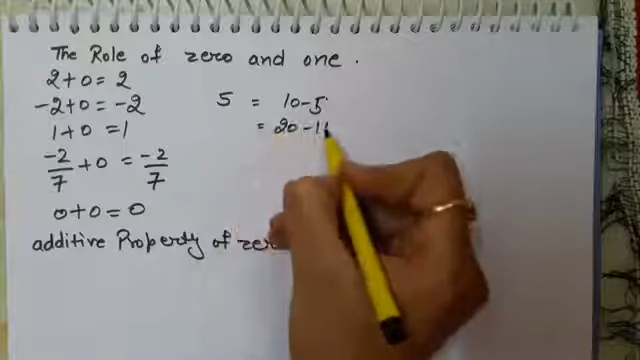 The Role of zero and one.
2+0=2
-2+0=-2
1+0=1
-2/7+0=-2/7
0+0=0
additive Property of
5 = 10-5
= 20-1